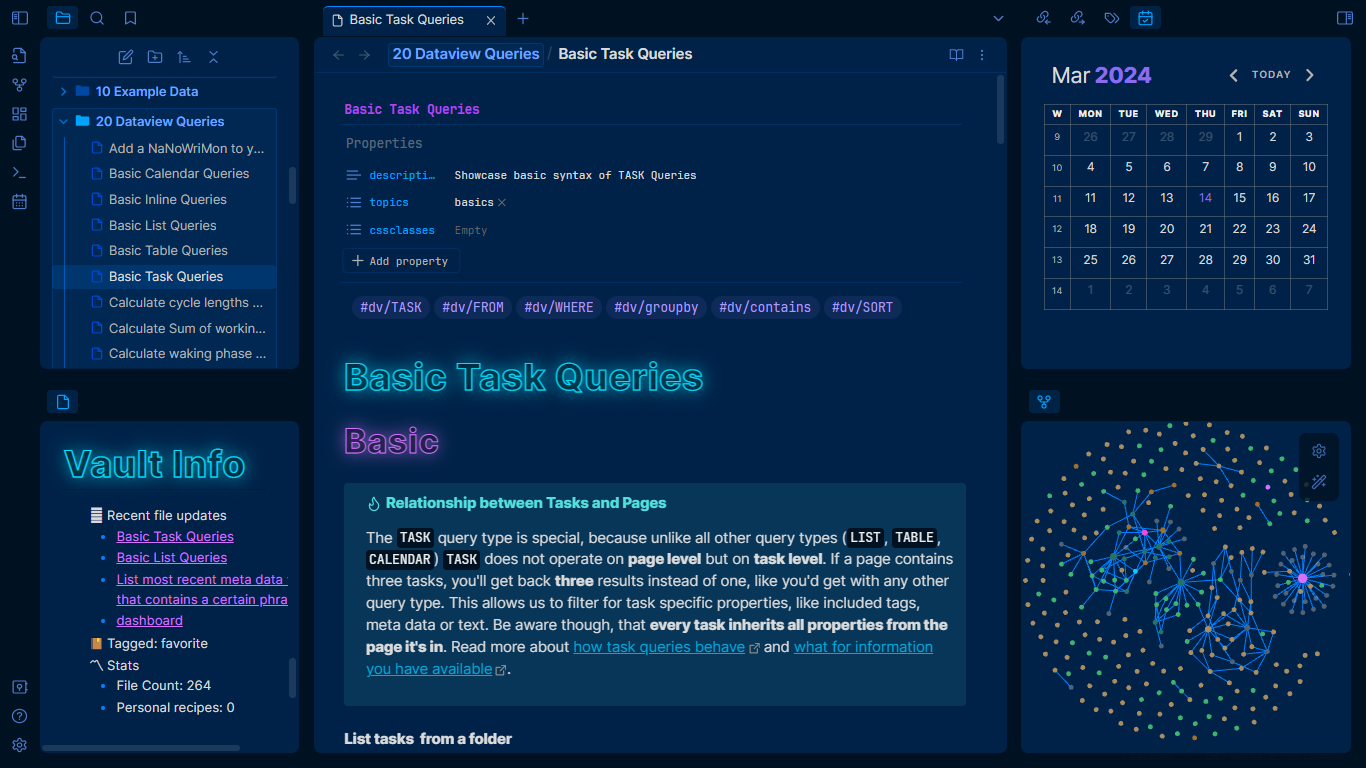 10 Example Data
20 Dataview Queries
Add a NaNoWriMon to y...
Basic Calendar Queries
Basic Inline Queries
Basic List Queries
Basic Table Queries
Basic Task Queries
Calculate cycle lengths ...
Calculate Sum of workin...
Calculate waking phase ...
Vault Info
Recent file updates
Basic Task Queries
Basic List Queries
List most recent meta data
that contains a certain phra
dashboard
Tagged: favorite
Stats
File Count: 264
Personal recipes: 0
Basic Task Queries
20 Dataview Queries / Basic Task Queries
Basic Task Queries
Properties
descripti… Showcase basic syntax of TASK Queries
topics basics
cssclasses Empty
Add property
#dv/TASK #dv/FROM #dv/WHERE #dv/groupby #dv/contains #dv/SORT
Basic Task Queries
Basic
Relationship between Tasks and Pages
The TASK query type is special, because unlike all other query types (LIST, TABLE,
CALENDAR) TASK does not operate on page level but on task level. If a page contains
three tasks, you'll get back three results instead of one, like you'd get with any other
query type. This allows us to filter for task specific properties, like included tags,
meta data or text. Be aware though, that every task inherits all properties from the
page it's in. Read more about how task queries behave and what for information
you have available.
List tasks from a folder
Mar 2024 TODAY
W MON TUE WED THU FRI SAT SUN
9 26 27 28 29 1 2 3
10 4 5 6 7 8 9 10
11 11 12 13 14 15 16 17
12 18 19 20 21 22 23 24
13 25 26 27 28 29 30 31
14 1 2 3 4 5 6 7